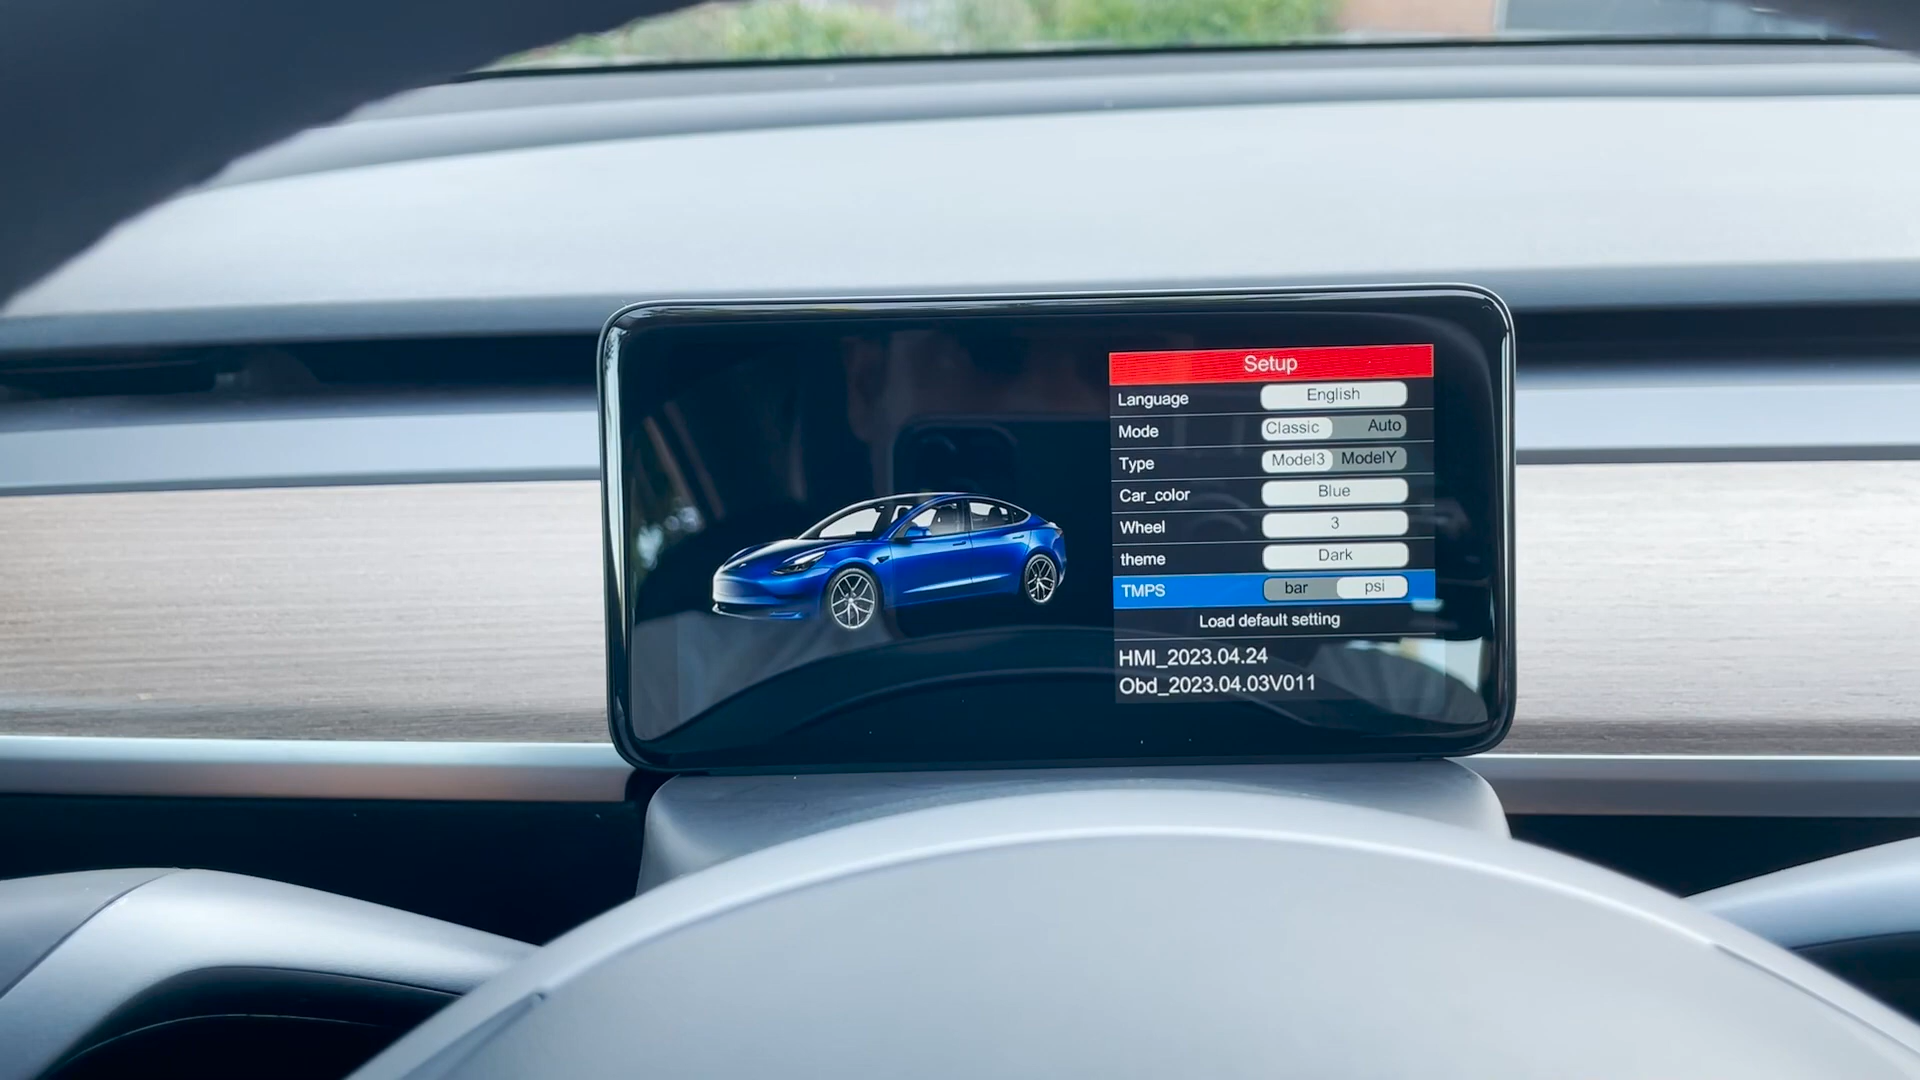 Setup
Language English
Mode Classic Auto
Type Model3 ModelY
Car_color Blue
Wheel 3
theme Dark
TMPS bar psi
Load default setting
HMI_2023.04.24
Obd_2023.04.03V011